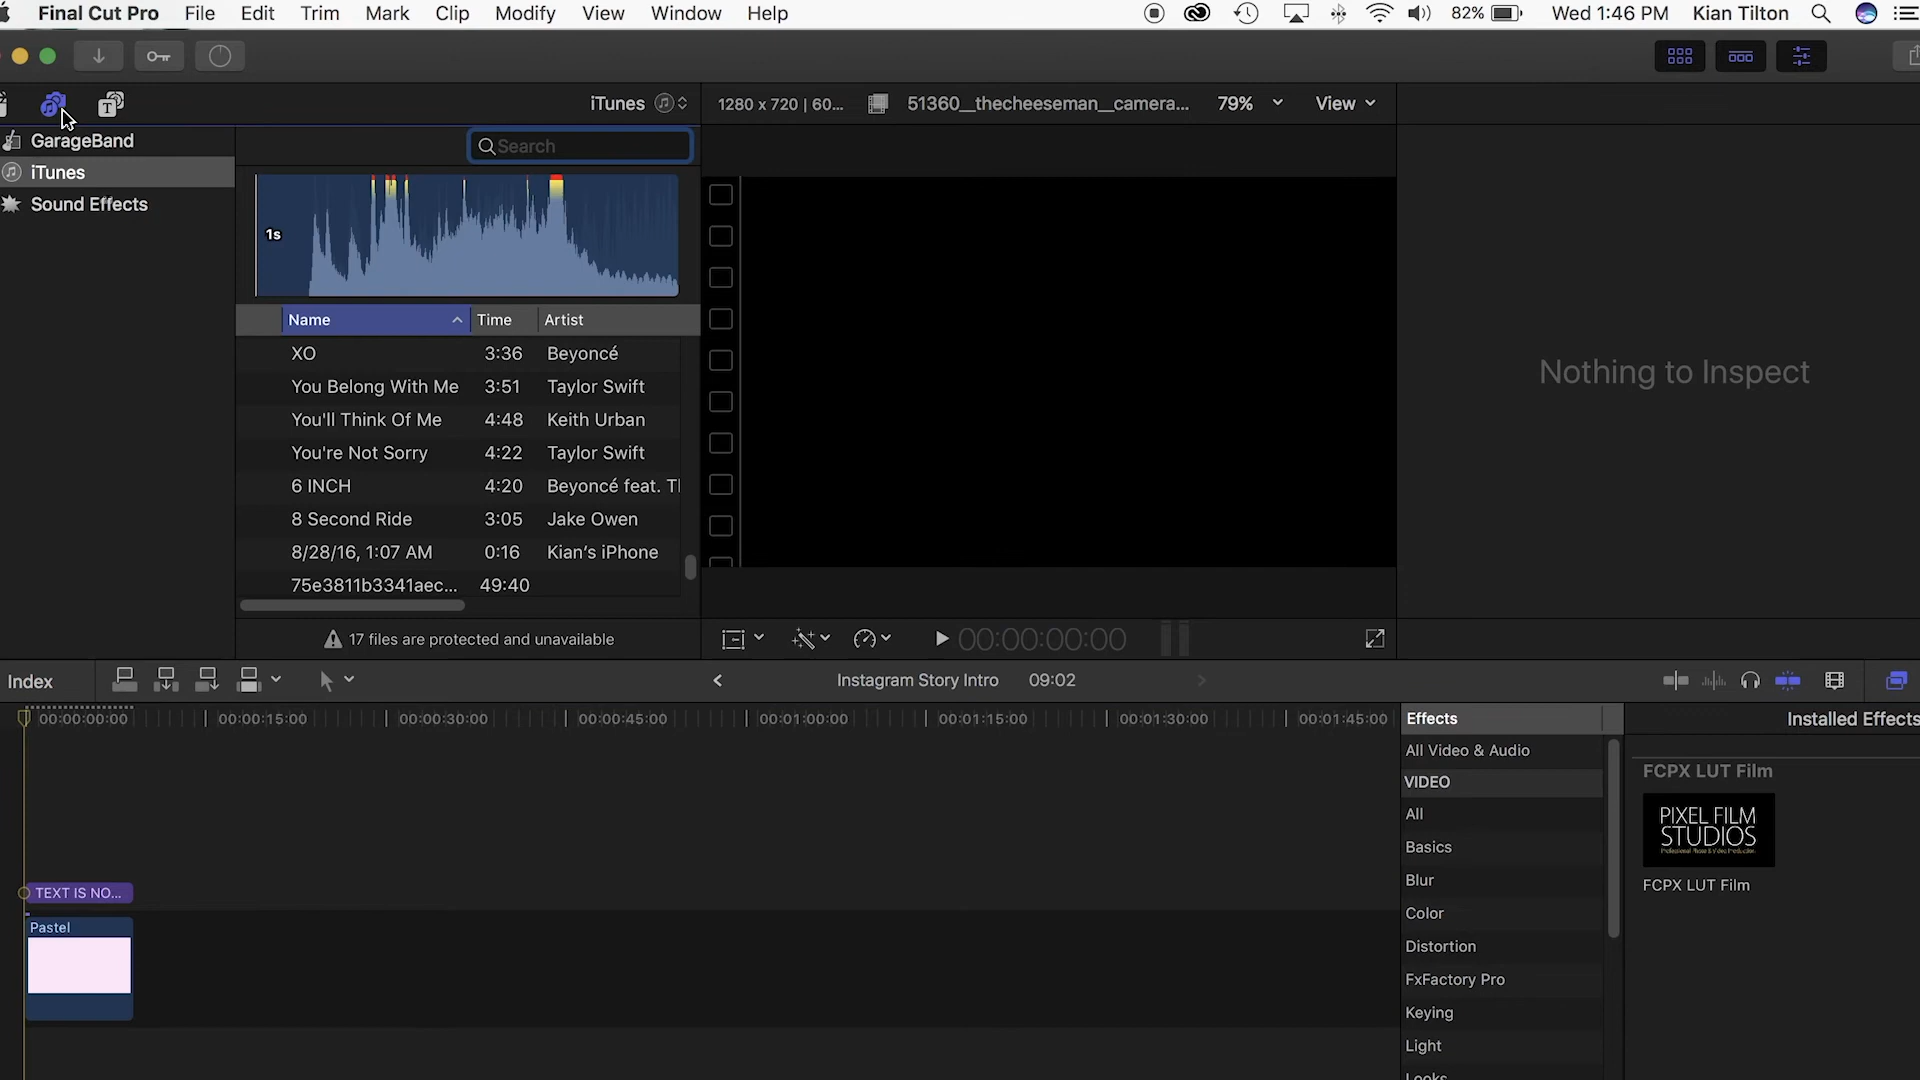 Final Cut Pro File Edit Trim Mark Clip Modify View Window Help 82% Wed 1:46 PM Kian Tilton
iTunes
1280 x 720 | 60...
51360__thecheeseman__camera...
79%
View
GarageBand
iTunes
Sound Effects
Search
1s
Name Time Artist
XO 3:36 Beyoncé
You Belong With Me 3:51 Taylor Swift
You'll Think Of Me 4:48 Keith Urban
You're Not Sorry 4:22 Taylor Swift
6 INCH 4:20 Beyoncé feat. T
8 Second Ride 3:05 Jake Owen
8/28/16, 1:07 AM 0:16 Kian's iPhone
75e3811b3341aec... 49:40
17 files are protected and unavailable
Nothing to Inspect
00:00:00:00
Index
Instagram Story Intro 09:02
00:00:00:00 00:00:15:00 00:00:30:00 00:00:45:00 00:01:00:00 00:01:15:00 00:01:30:00 00:01:45:00
TEXT IS NO...
Pastel
Effects
All Video & Audio
VIDEO
All
Basics
Blur
Color
Distortion
FxFactory Pro
Keying
Light
Looks
Installed Effects
FCPX LUT Film
PIXEL FILM
STUDIOS
FCPX LUT Film